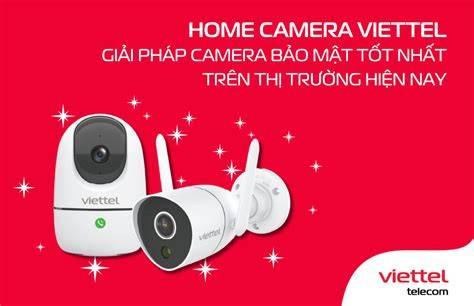 HOME CAMERA VIETTEL
GIẢI PHÁP CAMERA BẢO MẬT TỐT NHẤT
TRÊN THỊ TRƯỜNG HIỆN NAY
viettel
viettel
viettel
telecom